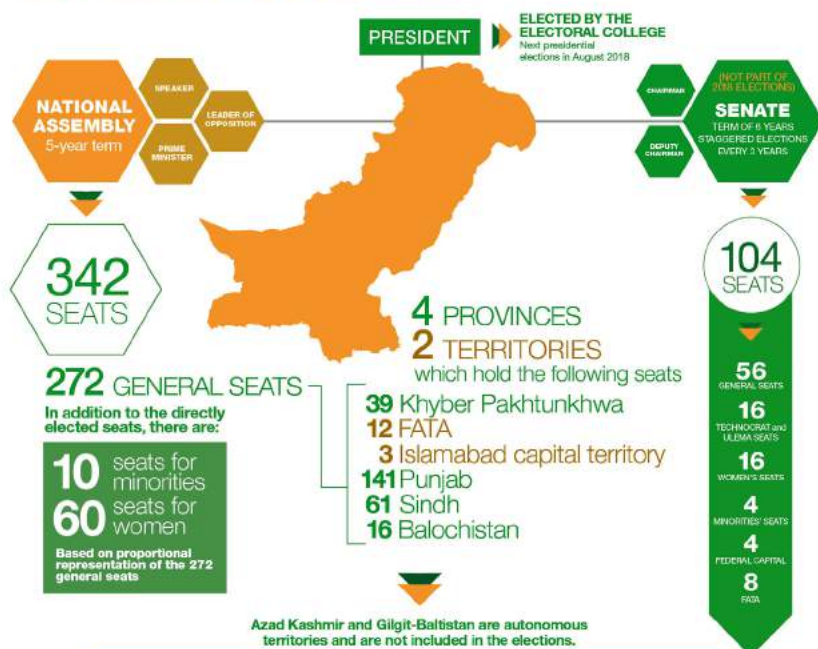 PRESIDENT
ELECTED BY THE
ELECTORAL COLLEGE
Next presidential
elections in August 2018
NATIONAL
ASSEMBLY
5-year term
SPEAKER
LEADER OF
OPPOSITION
PRIME
MINISTER
CHAIRMAN
DEPUTY
CHAIRMAN
(NOT PART OF
2018 ELECTIONS)
SENATE
TERM OF 6 YEARS
STAGGERED ELECTIONS
EVERY 3 YEARS
342
SEATS
272 GENERAL SEATS
In addition to the directly
elected seats, there are:
10 seats for
minorities
60 seats for
women
Based on proportional
representation of the 272
general seats
4 PROVINCES
2 TERRITORIES
which hold the following seats
39 Khyber Pakhtunkhwa
12 FATA
3 Islamabad capital territory
141 Punjab
61 Sindh
16 Balochistan
Azad Kashmir and Gilgit-Baltistan are autonomous
territories and are not included in the elections.
104
SEATS
56
GENERAL SEATS
16
TECHNOCRAT and
ULEMA SEATS
16
WOMEN'S SEATS
4
MINORITIES' SEATS
4
FEDERAL CAPITAL
8
FATA